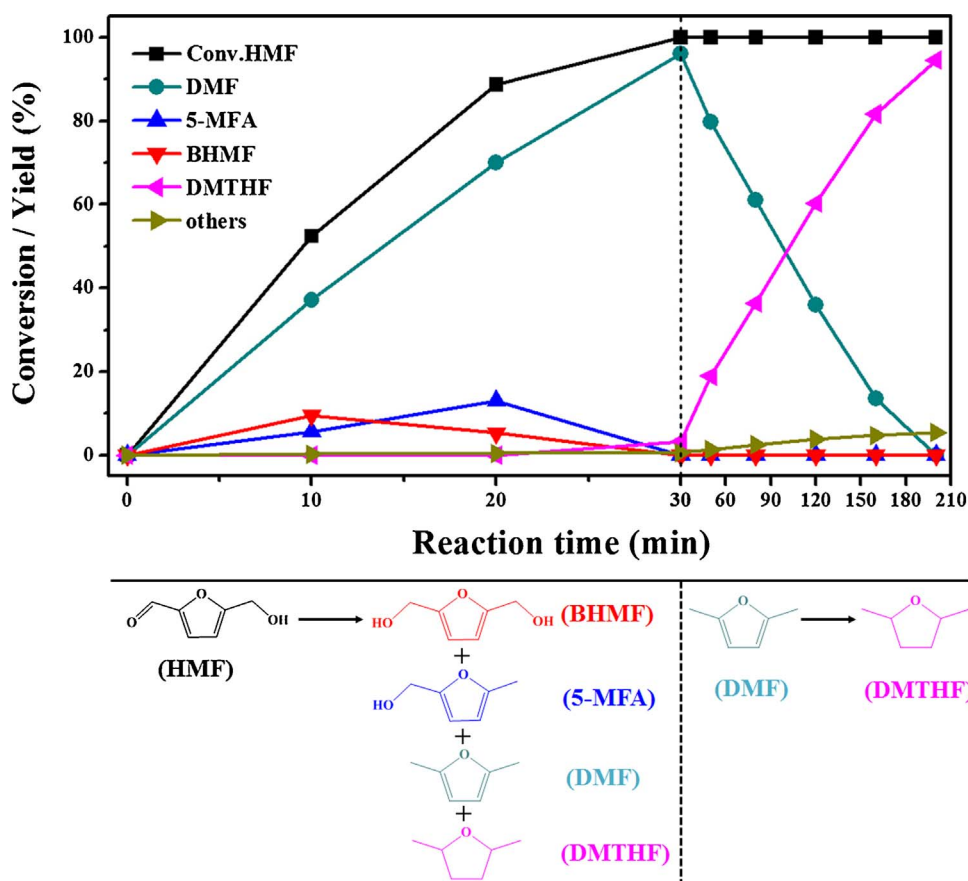 Conversion / Yield (%)
100
80
60
40
20
0
Conv.HMF
DMF
5-MFA
BHMF
DMTHF
others
0 10 20 30 60 90 120 150 180 210
Reaction time (min)
O
O OH
(HMF)
O
HO OH (BHMF)
+
O
HO (5-MFA)
+
O
(DMF)
+
O
(DMTHF)
O
(DMF)
O
(DMTHF)